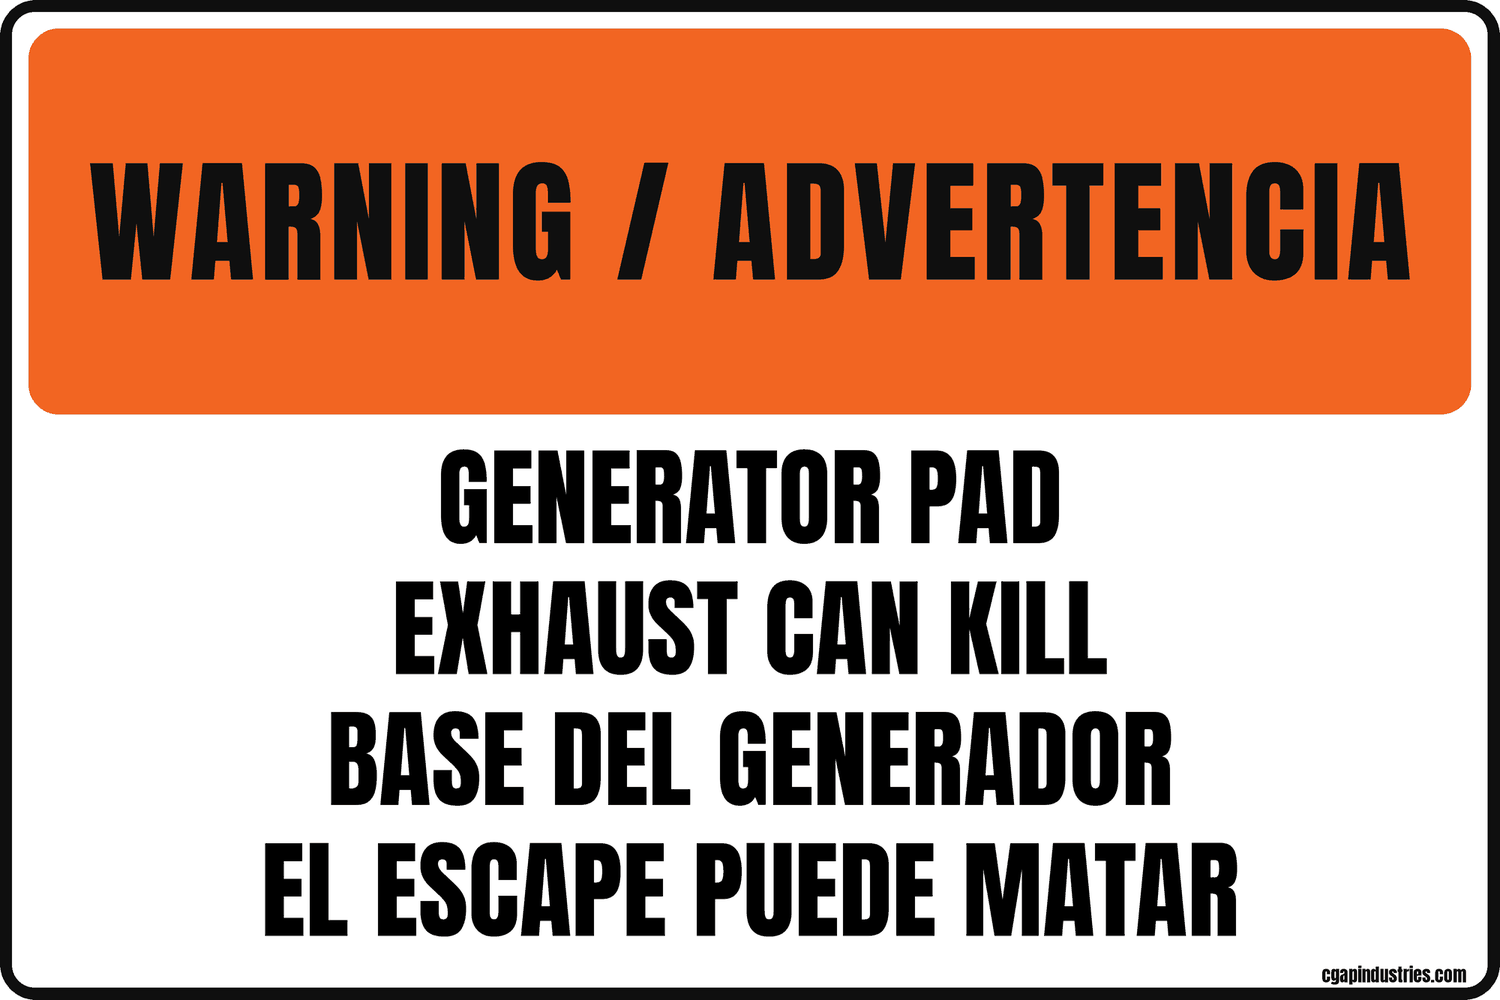 WARNING / ADVERTENCIA
GENERATOR PAD
EXHAUST CAN KILL
BASE DEL GENERADOR
EL ESCAPE PUEDE MATAR
cgapindustries.com